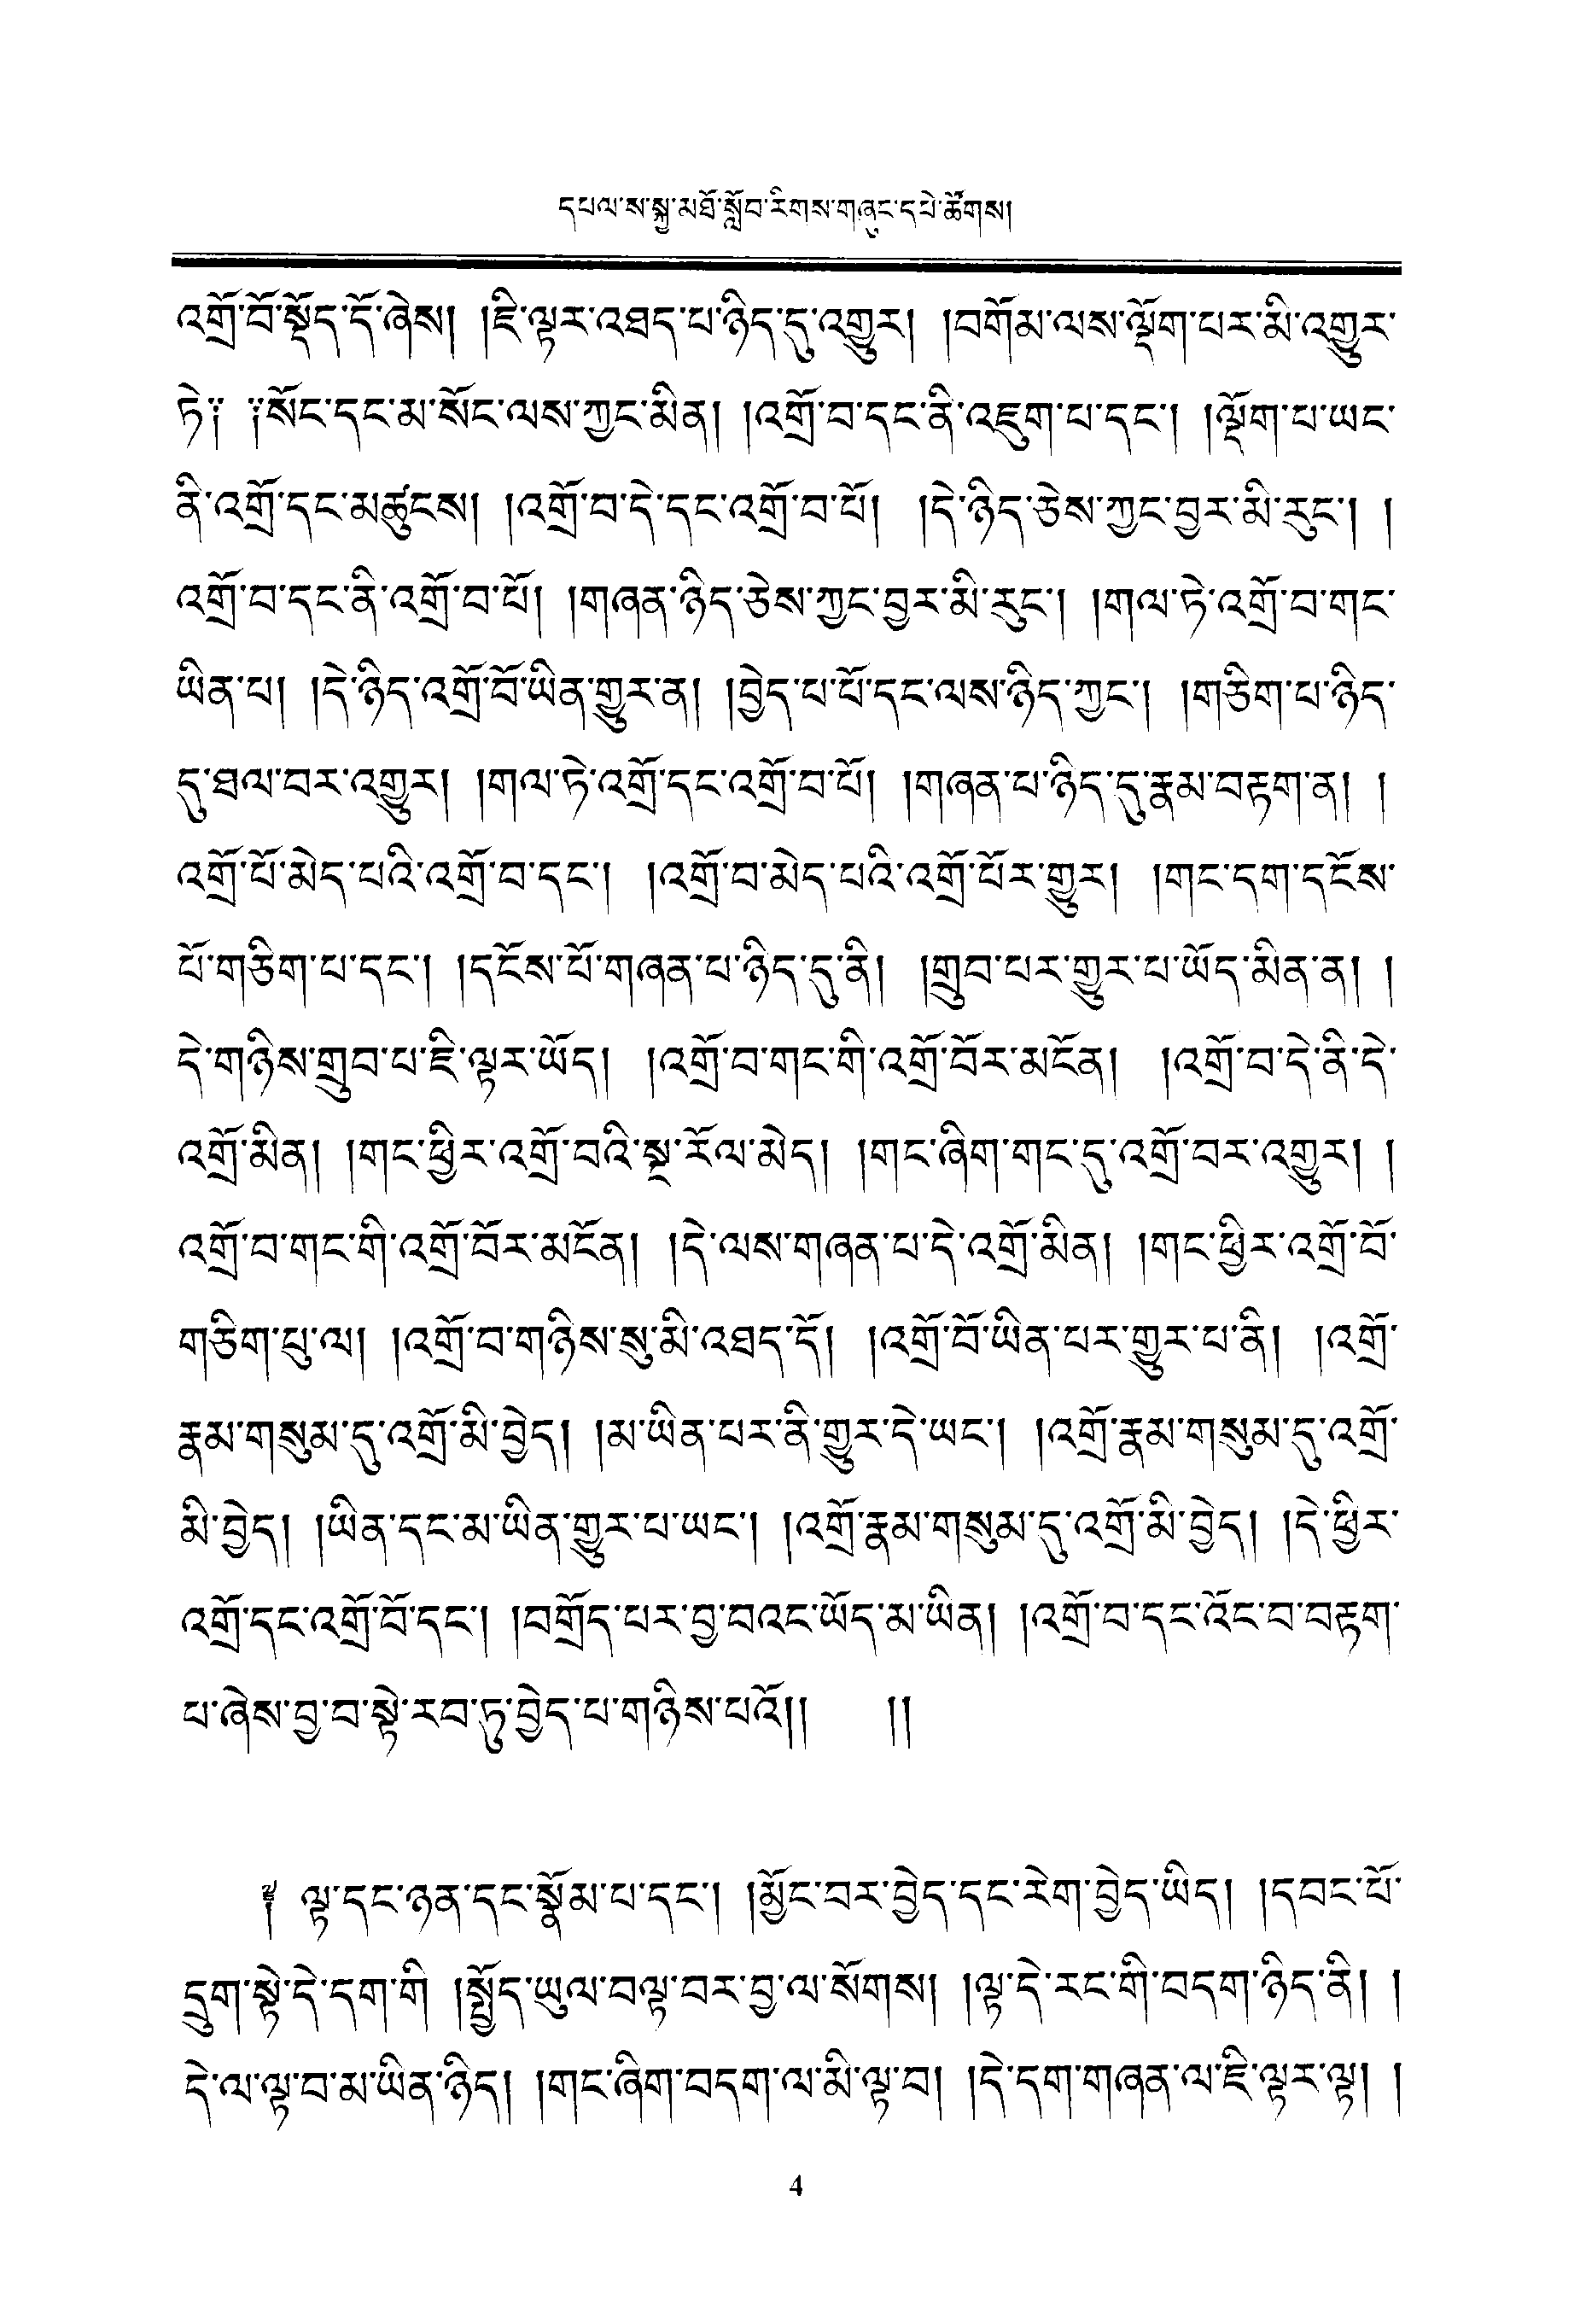 དཔལ་ས་སྐྱ་མཐོ་སློབ་རིགས་གཞུང་དཔེ་ཚོགས།
འགྲོ་བོ་སྡོད་དོ་ཞེས། །ཇི་ལྟར་འཐད་པ་ཉིད་དུ་འགྱུར། །བགོམ་ལས་ལྡོག་པར་མི་འགྱུར་
ཏེ༑ ༑སོང་དང་མ་སོང་ལས་ཀྱང་མིན། །འགྲོ་བ་དང་ནི་འཇུག་པ་དང་། །ལྡོག་པ་ཡང་
ནི་འགྲོ་དང་མཚུངས། །འགྲོ་བ་དེ་དང་འགྲོ་བ་པོ། །དེ་ཉིད་ཅེས་ཀྱང་བྱར་མི་རུང་། །
འགྲོ་བ་དང་ནི་འགྲོ་བ་པོ། །གཞན་ཉིད་ཅེས་ཀྱང་བྱར་མི་རུང་། །གལ་ཏེ་འགྲོ་བ་གང་
ཡིན་པ། །དེ་ཉིད་འགྲོ་བོ་ཡིན་གྱུར་ན། །བྱེད་པ་པོ་དང་ལས་ཉིད་ཀྱང་། །གཅིག་པ་ཉིད་
དུ་ཐལ་བར་འགྱུར། །གལ་ཏེ་འགྲོ་དང་འགྲོ་བ་པོ། །གཞན་པ་ཉིད་དུ་རྣམ་བརྟག་ན། །
འགྲོ་པོ་མེད་པའི་འགྲོ་བ་དང་། །འགྲོ་བ་མེད་པའི་འགྲོ་པོར་གྱུར། །གང་དག་དངོས་
པོ་གཅིག་པ་དང་། །དངོས་པོ་གཞན་པ་ཉིད་དུ་ནི། །གྲུབ་པར་གྱུར་པ་ཡོད་མིན་ན། །
དེ་གཉིས་གྲུབ་པ་ཇི་ལྟར་ཡོད། །འགྲོ་བ་གང་གི་འགྲོ་བོར་མངོན། །འགྲོ་བ་དེ་ནི་དེ་
འགྲོ་མིན། །གང་ཕྱིར་འགྲོ་བའི་སྔ་རོལ་མེད། །གང་ཞིག་གང་དུ་འགྲོ་བར་འགྱུར། །
འགྲོ་བ་གང་གི་འགྲོ་བོར་མངོན། །དེ་ལས་གཞན་པ་དེ་འགྲོ་མིན། །གང་ཕྱིར་འགྲོ་བོ་
གཅིག་པུ་ལ། །འགྲོ་བ་གཉིས་སུ་མི་འཐད་དོ། །འགྲོ་བོ་ཡིན་པར་གྱུར་པ་ནི། །འགྲོ་
རྣམ་གསུམ་དུ་འགྲོ་མི་བྱེད། །མ་ཡིན་པར་ནི་གྱུར་དེ་ཡང་། །འགྲོ་རྣམ་གསུམ་དུ་འགྲོ་
མི་བྱེད། །ཡིན་དང་མ་ཡིན་གྱུར་པ་ཡང་། །འགྲོ་རྣམ་གསུམ་དུ་འགྲོ་མི་བྱེད། །དེ་ཕྱིར་
འགྲོ་དང་འགྲོ་བོ་དང་། །བགྲོད་པར་བྱ་བའང་ཡོད་མ་ཡིན། །འགྲོ་བ་དང་འོང་བ་བརྟག་
པ་ཞེས་བྱ་བ་སྟེ་རབ་ཏུ་བྱེད་པ་གཉིས་པའོ།། །།
༈ ལྟ་དང་ཉན་དང་སྣོམ་པ་དང་། །མྱོང་བར་བྱེད་དང་རེག་བྱེད་ཡིད། །དབང་པོ་
དྲུག་སྟེ་དེ་དག་གི །སྤྱོད་ཡུལ་བལྟ་བར་བྱ་ལ་སོགས། །ལྟ་དེ་རང་གི་བདག་ཉིད་ནི། །
དེ་ལ་ལྟ་བ་མ་ཡིན་ཉིད། །གང་ཞིག་བདག་ལ་མི་ལྟ་བ། །དེ་དག་གཞན་ལ་ཇི་ལྟར་ལྟ། །
4